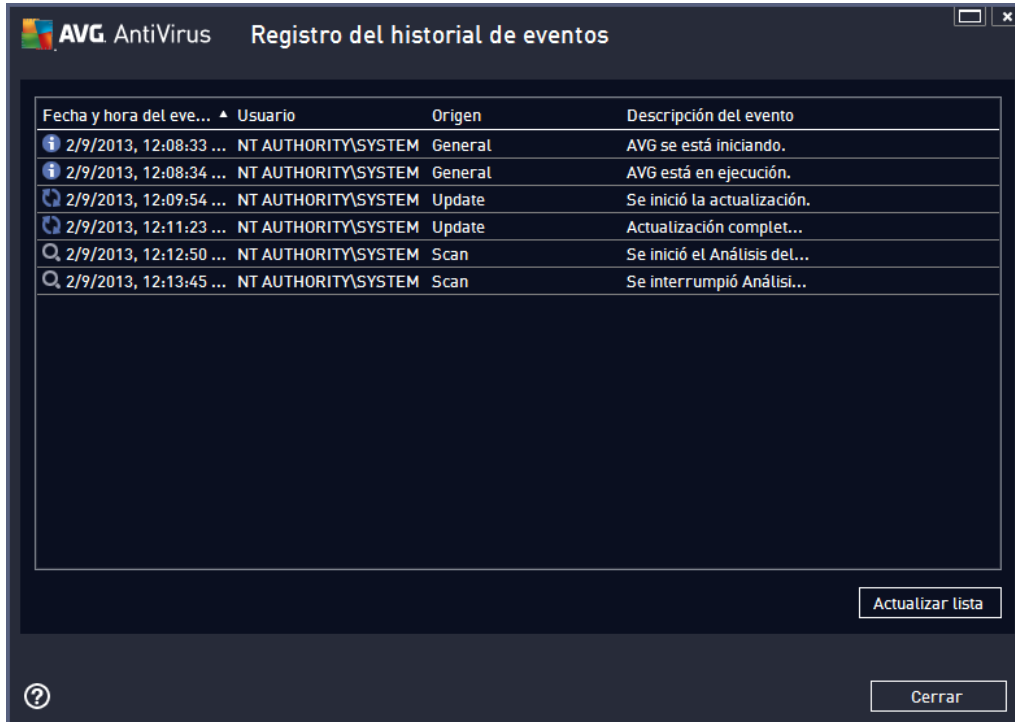 AVG AntiVirus Registro del historial de eventos
Fecha y hora del eve... Usuario Origen Descripción del evento
2/9/2013, 12:08:33 ... NT AUTHORITY\SYSTEM General AVG se está iniciando.
2/9/2013, 12:08:34 ... NT AUTHORITY\SYSTEM General AVG está en ejecución.
2/9/2013, 12:09:54 ... NT AUTHORITY\SYSTEM Update Se inició la actualización.
2/9/2013, 12:11:23 ... NT AUTHORITY\SYSTEM Update Actualización complet...
2/9/2013, 12:12:50 ... NT AUTHORITY\SYSTEM Scan Se inició el Análisis del...
2/9/2013, 12:13:45 ... NT AUTHORITY\SYSTEM Scan Se interrumpió Análisi...
Actualizar lista
Cerrar